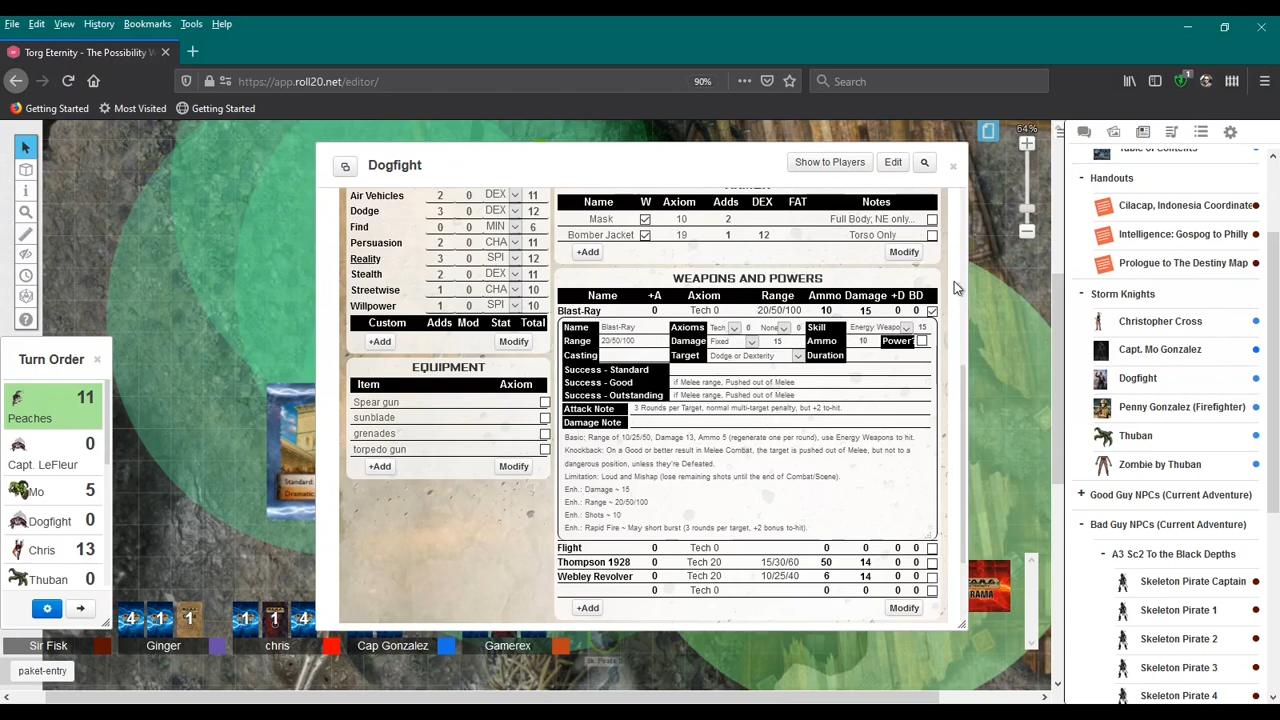 File Edit View History Bookmarks Tools Help
Torg Eternity - The Possibility W
https://app.roll20.net/editor/ 90% Search
Getting Started Most Visited Getting Started
64%
Dogfight Show to Players Edit
Air Vehicles 2 0 DEX 11
Dodge 3 0 DEX 12
Find 0 0 MIN 6
Persuasion 2 0 CHA 11
Reality 3 0 SPI 12
Stealth 2 0 DEX 11
Streetwise 1 0 CHA 10
Willpower 1 0 SPI 10
Custom Adds Mod Stat Total
+Add Modify
EQUIPMENT
Item Axiom
Spear gun
sunblade
grenades
torpedo gun
+Add Modify
Name W Axiom Adds DEX FAT Notes
Mask 10 2 Full Body; NE only...
Bomber Jacket 19 1 12 Torso Only
+Add Modify
WEAPONS AND POWERS
Name +A Axiom Range Ammo Damage +D BD
Blast-Ray 0 Tech 0 20/50/100 10 15 0 0
Name Blast-Ray Axioms Tech 0 None 0 Skill Energy Weapo 15
Range 20/50/100 Damage Fixed 15 Ammo 10 Power?
Casting Target Dodge or Dexterity Duration
Success - Standard
Success - Good if Melee range, Pushed out of Melee
Success - Outstanding if Melee range, Pushed out of Melee
Attack Note 3 Rounds per Target, normal multi-target penalty, but +2 to-hit.
Damage Note
Basic: Range of 10/25/50, Damage 13, Ammo 5 (regenerate one per round), use Energy Weapons to hit.
Knockback: On a Good or better result in Melee Combat, the target is pushed out of Melee, but not to a
dangerous position, unless they're Defeated.
Limitation: Loud and Mishap (lose remaining shots until the end of Combat/Scene).
Enh.: Damage ~ 15
Enh.: Range ~ 20/50/100
Enh.: Shots ~ 10
Enh.: Rapid Fire ~ May short burst (3 rounds per target, +2 bonus to-hit).
Flight 0 Tech 0 0 0 0 0
Thompson 1928 0 Tech 20 15/30/60 50 14 0 0
Webley Revolver 0 Tech 20 10/25/40 6 14 0 0
0 Tech 0 0 0 0 0
+Add Modify
Turn Order
11
Peaches
0
Capt. LeFleur
Mo 5
Dogfight 0
Chris 13
Thuban 0
Standard:
Dramatic
4 1 1 1 1 4
DRAMA
Sir Fisk Ginger chris Cap Gonzalez Gamerex
paket-entry
Table of Contents
Handouts
Cilacap, Indonesia Coordinate
Intelligence: Gospog to Philly
Prologue to The Destiny Map
Storm Knights
Christopher Cross
Capt. Mo Gonzalez
Dogfight
Penny Gonzalez (Firefighter)
Thuban
Zombie by Thuban
Good Guy NPCs (Current Adventure)
Bad Guy NPCs (Current Adventure)
A3 Sc2 To the Black Depths
Skeleton Pirate Captain
Skeleton Pirate 1
Skeleton Pirate 2
Skeleton Pirate 3
Skeleton Pirate 4